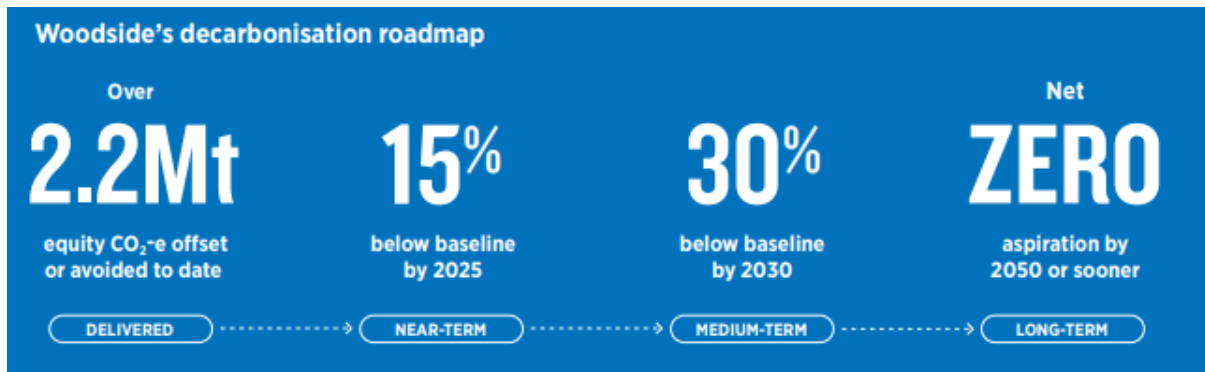 Woodside's decarbonisation roadmap
Over
2.2Mt
equity CO₂-e offset
or avoided to date
DELIVERED
15%
below baseline
by 2025
NEAR-TERM
30%
below baseline
by 2030
MEDIUM-TERM
Net
ZERO
aspiration by
2050 or sooner
LONG-TERM